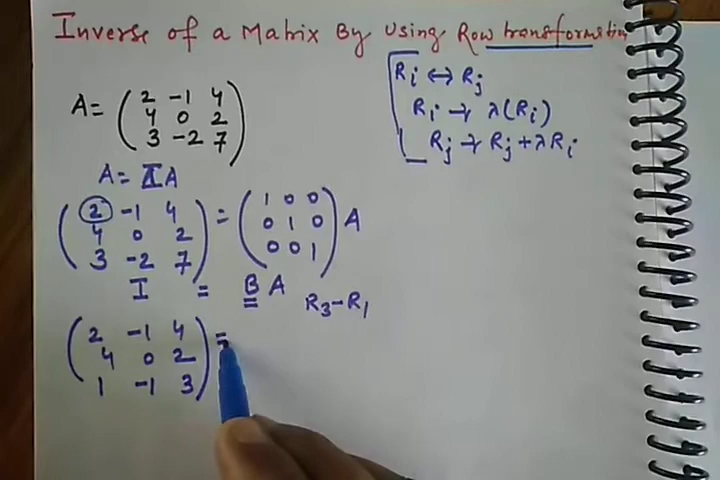 Inverse of a Matrix By Using Row transformation
Ri ↔ Rj
Ri → λ(Ri)
Rj → Rj + λRi
A = ( 2 -1 4
4 0 2
3 -2 7 )
A = IA
( 2 -1 4
4 0 2
3 -2 7 ) = ( 1 0 0
0 1 0
0 0 1 ) A
I = B A
R3 - R1
( 2 -1 4
4 0 2
1 -1 3 ) =